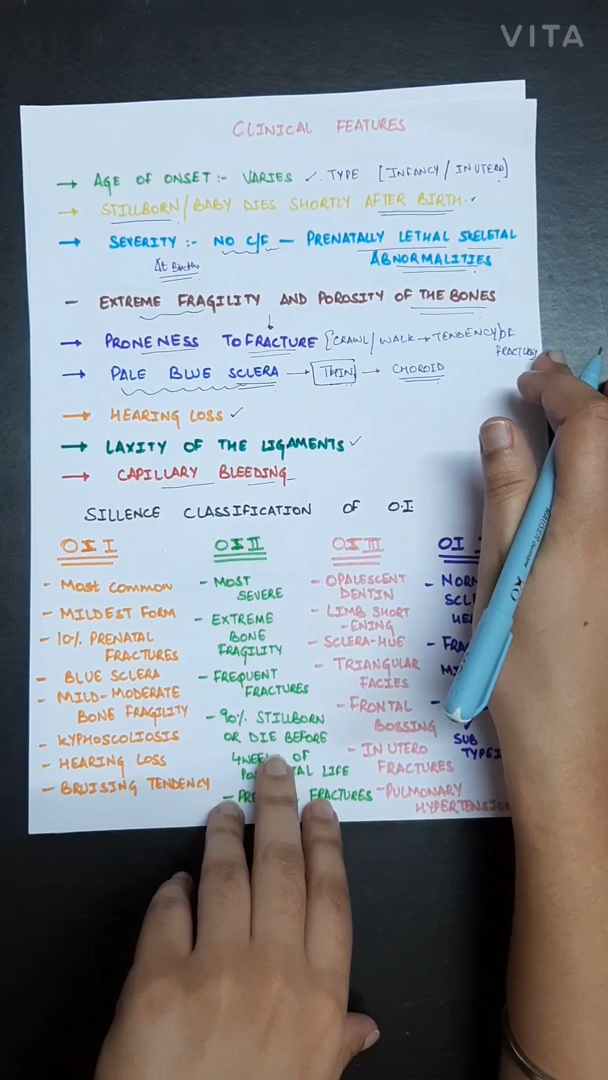 VITA
CLINICAL FEATURES
→ AGE OF ONSET :- VARIES ✓ TYPE [INFANCY / IN UTERO]
→ STILLBORN / BABY DIES SHORTLY AFTER BIRTH
→ SEVERITY :- NO C/F - PRENATALLY LETHAL SKELETAL
At Birth ABNORMALITIES
- EXTREME FRAGILITY AND POROSITY OF THE BONES
→ PRONENESS TO FRACTURE {CRAWL / WALK → TENDENCY OF
FRACTURE
→ PALE BLUE SCLERA → THIN → CHOROID
→ HEARING LOSS ✓
→ LAXITY OF THE LIGAMENTS ✓
→ CAPILLARY BLEEDING
SILLENCE CLASSIFICATION OF O.I
OI I
- MOST COMMON
- MILDEST FORM
- 10% PRENATAL
FRACTURES
- BLUE SCLERA
- MILD-MODERATE
BONE FRAGILITY
- KYPHOSCOLIOSIS
- HEARING LOSS
- BRUISING TENDENCY
OI II
- MOST
SEVERE
- EXTREME
BONE
FRAGILITY
- FREQUENT
FRACTURES
- 90% STILLBORN
OR DIE BEFORE
OF
LIFE
FRACTURES
OI III
- OPALESCENT
DENTIN
- LIMB SHORT
-ENING
- SCLERA-HUE
- TRIANGULAR
FACIES
- FRONTAL
BOSSING
- IN UTERO
FRACTURES
- PULMONARY
HYPERTENSION
OI
SUB